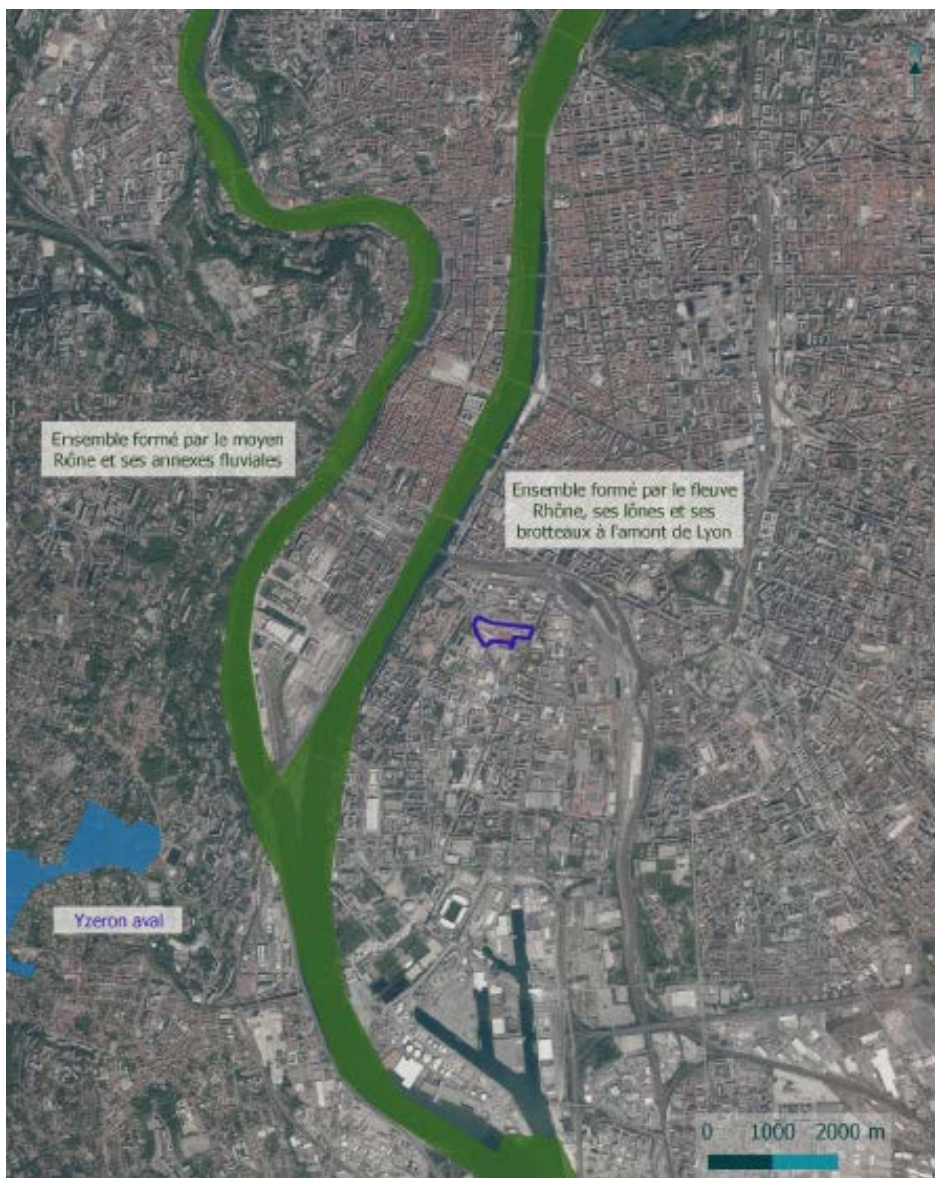 Ensemble formé par le moyen
Rhône et ses annexes fluviales
Ensemble formé par le fleuve
Rhône, ses lônes et ses
brotteaux à l'amont de Lyon
Yzeron aval
0 1000 2000 m